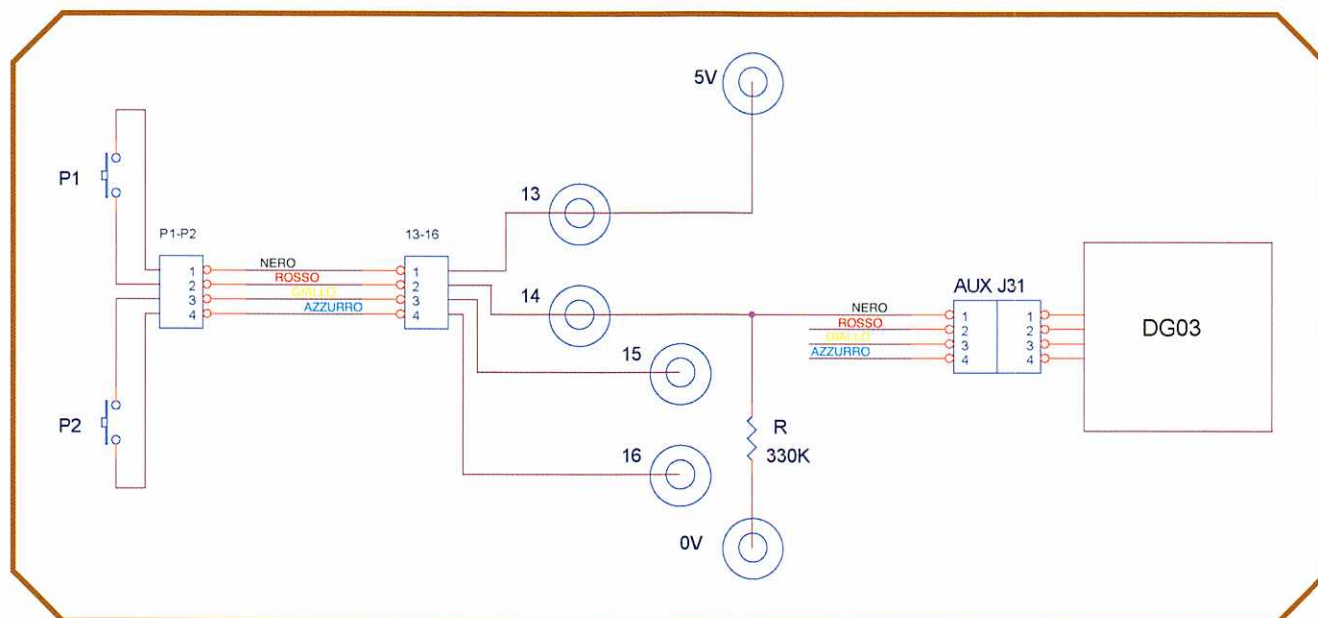 5V
P1
13
P1-P2
13-16
1
2
3
4
NERO
ROSSO
GIALLO
AZZURRO
1
2
3
4
14
15
16
P2
R
330K
0V
NERO
ROSSO
GIALLO
AZZURRO
AUX J31
1
2
3
4
1
2
3
4
DG03